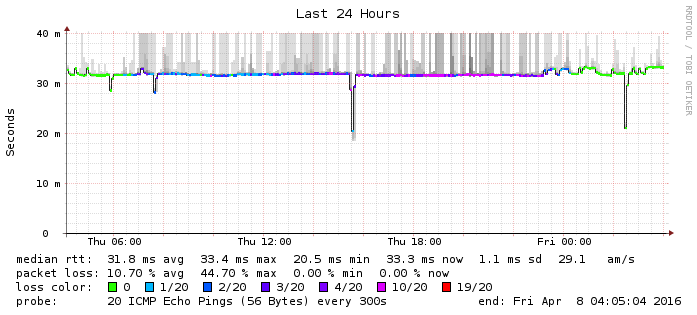 Last 24 Hours
RRDTOOL / TOBI OETIKER
Seconds
40 m
30 m
20 m
10 m
0
Thu 06:00 Thu 12:00 Thu 18:00 Fri 00:00
median rtt: 31.8 ms avg 33.4 ms max 20.5 ms min 33.3 ms now 1.1 ms sd 29.1 am/s
packet loss: 10.70 % avg 44.70 % max 0.00 % min 0.00 % now
loss color: 0 1/20 2/20 3/20 4/20 10/20 19/20
probe: 20 ICMP Echo Pings (56 Bytes) every 300s end: Fri Apr 8 04:05:04 2016